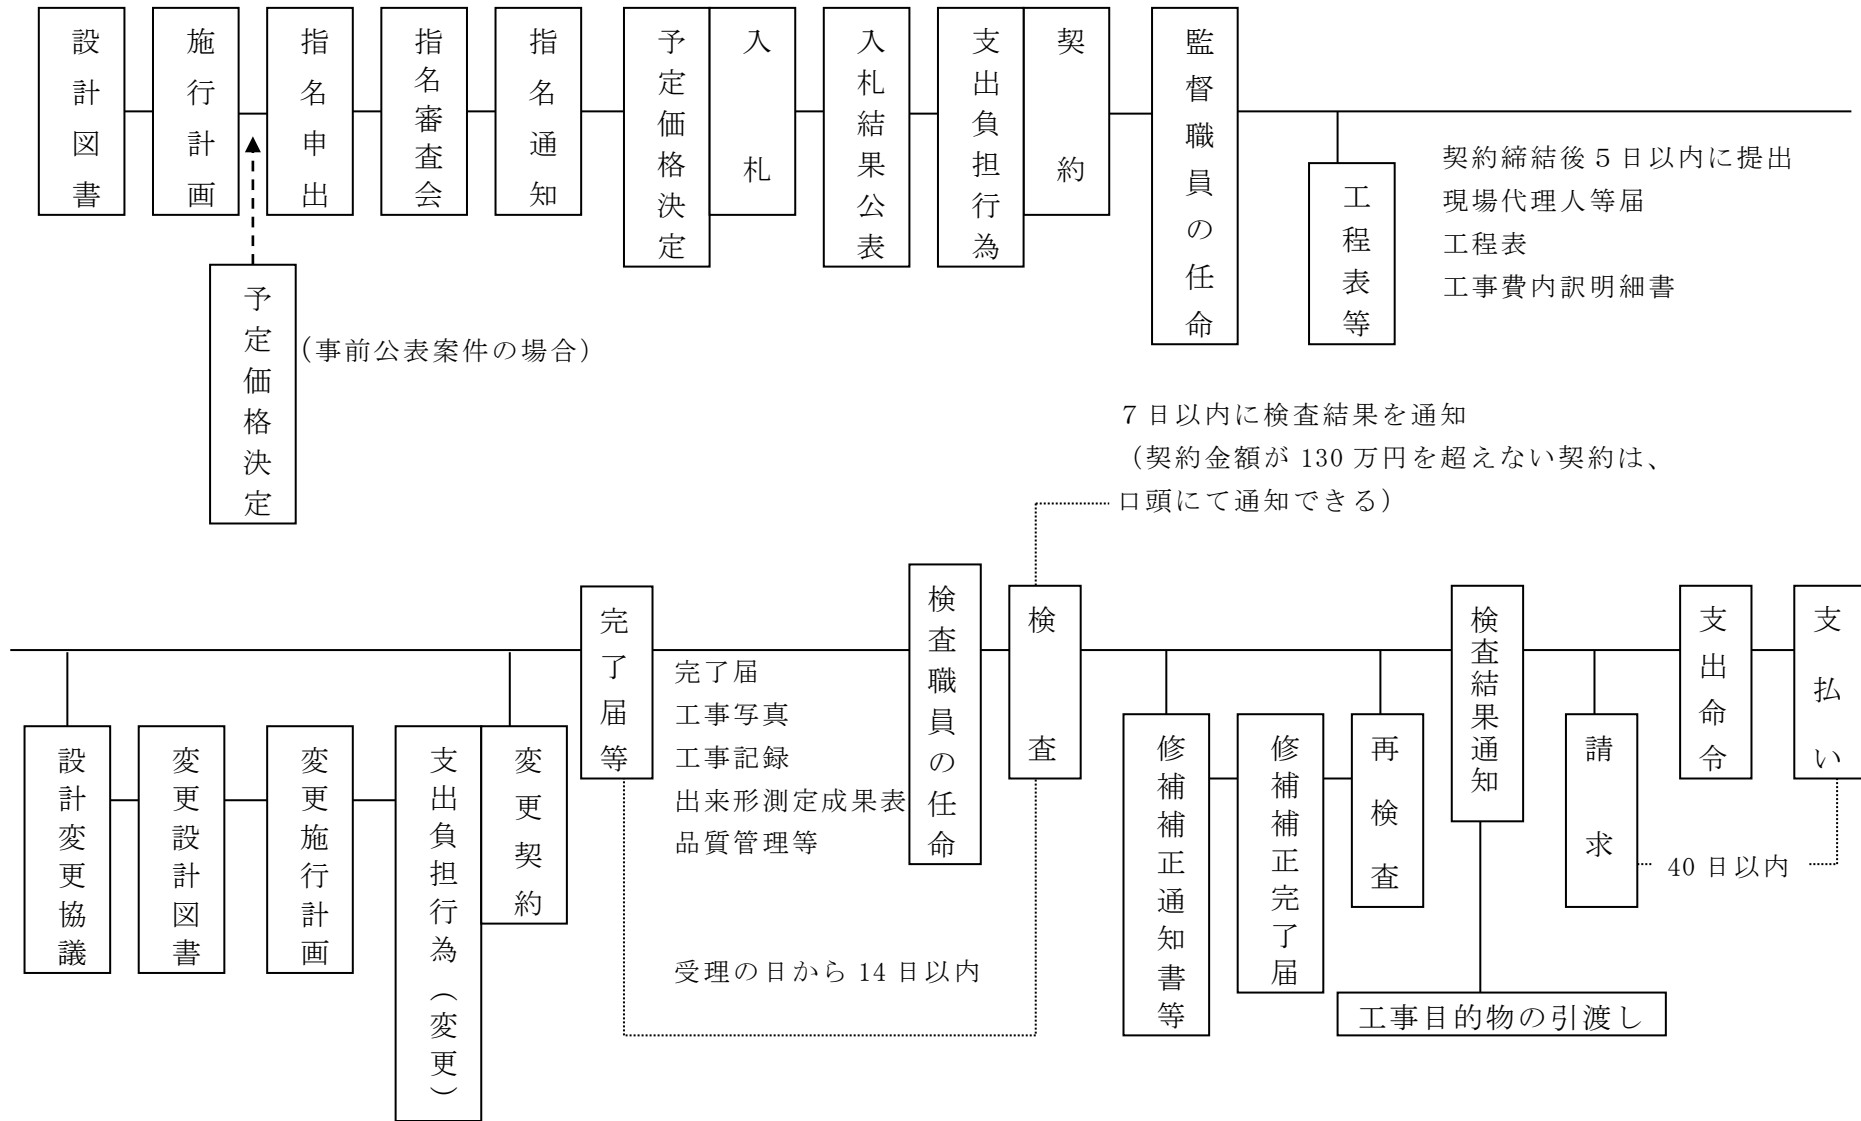 設計図書
施行計画
指名申出
指名審査会
指名通知
予定価格決定
入札
入札結果公表
支出負担行為
契約
監督職員の任命
工程表等
契約締結後５日以内に提出
現場代理人等届
工程表
工事費内訳明細書
予定価格決定
（事前公表案件の場合）
７日以内に検査結果を通知
（契約金額が 130 万円を超えない契約は、
口頭にて通知できる）
完了届等
完了届
工事写真
工事記録
出来形測定成果表
品質管理等
検査職員の任命
検査
検査結果通知
支出命令
支払い
設計変更協議
変更設計図書
変更施行計画
支出負担行為（変更）
変更契約
修補補正通知書等
修補補正完了届
再検査
請求
40 日以内
受理の日から 14 日以内
工事目的物の引渡し